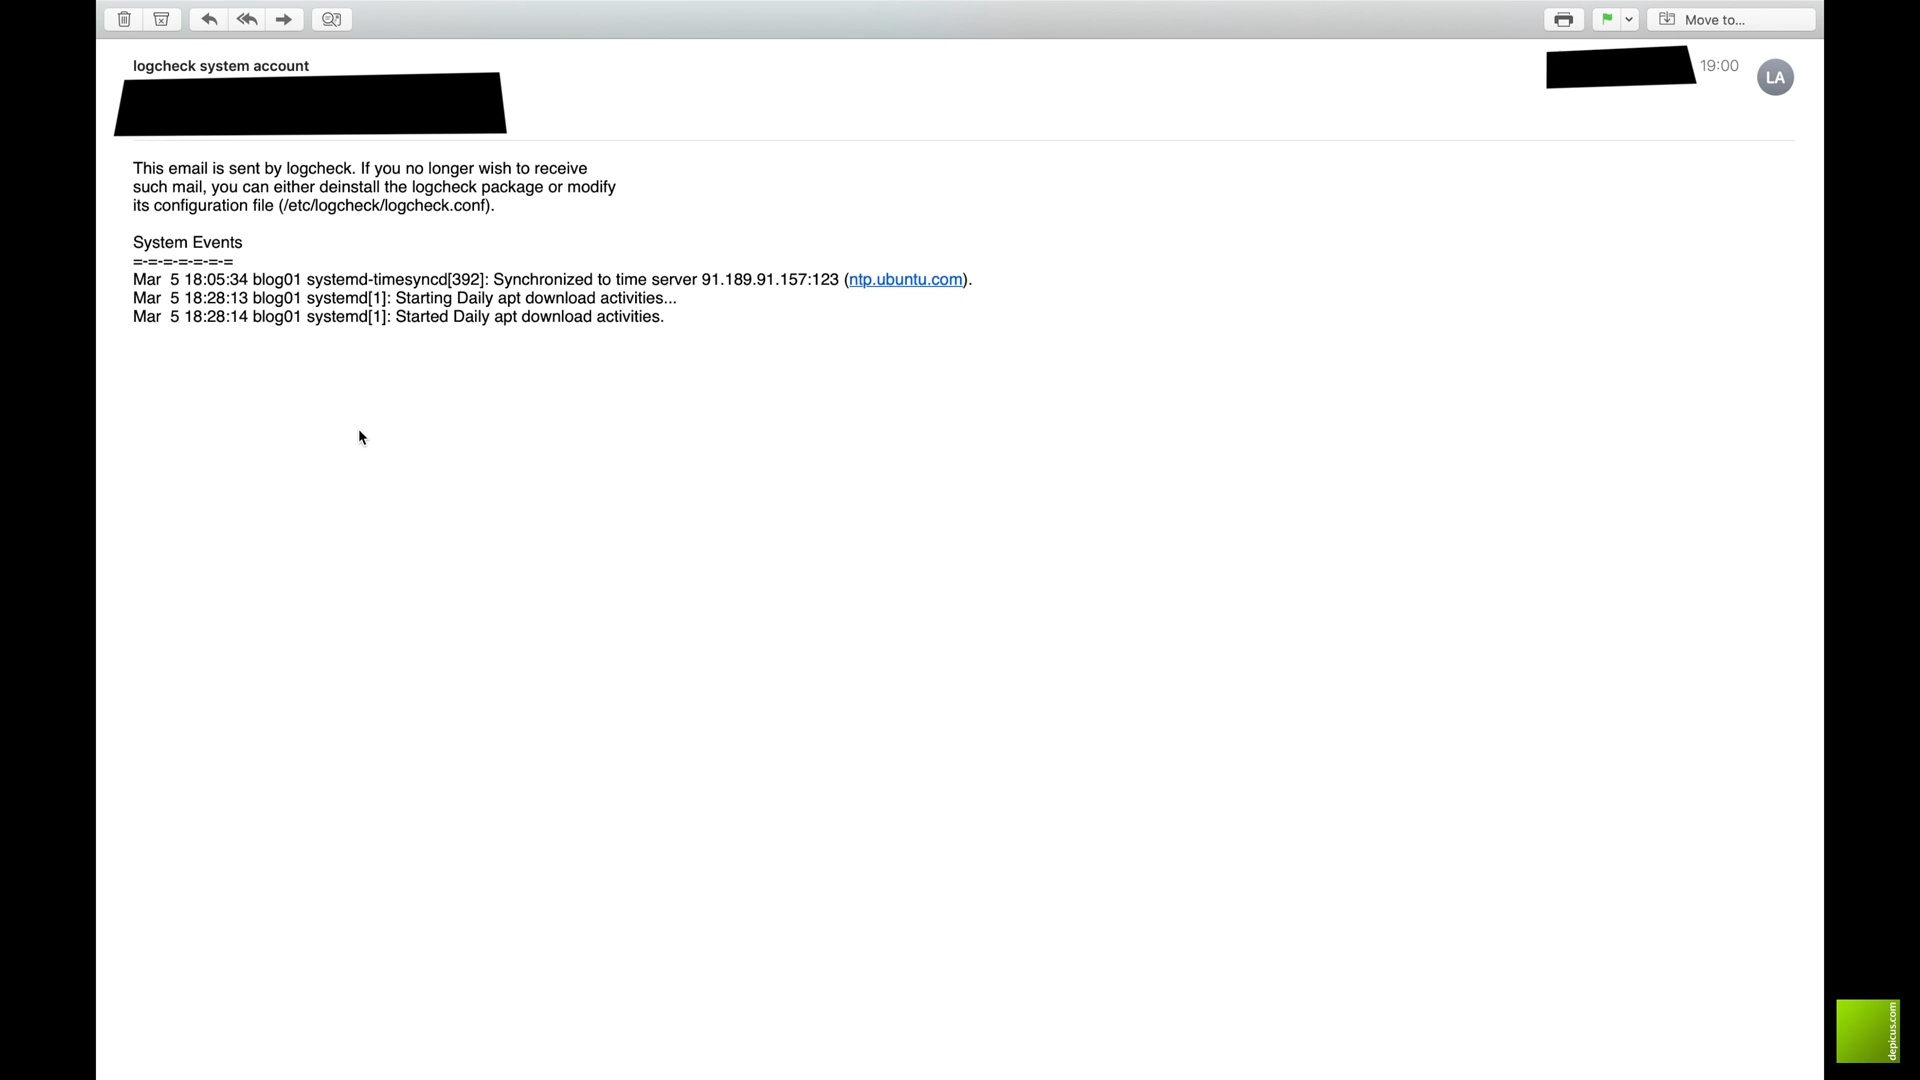 Move to...
logcheck system account
19:00
LA
This email is sent by logcheck. If you no longer wish to receive
such mail, you can either deinstall the logcheck package or modify
its configuration file (/etc/logcheck/logcheck.conf).
System Events
=-=-=-=-=-=-=
Mar  5 18:05:34 blog01 systemd-timesyncd[392]: Synchronized to time server 91.189.91.157:123 (ntp.ubuntu.com).
Mar  5 18:28:13 blog01 systemd[1]: Starting Daily apt download activities...
Mar  5 18:28:14 blog01 systemd[1]: Started Daily apt download activities.
depicus.com